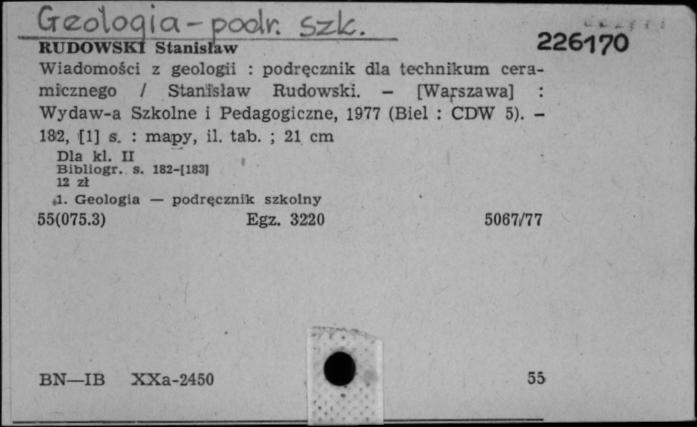 Geologia - podr. szk.
RUDOWSKI Stanisław
226170
Wiadomości z geologii : podręcznik dla technikum cera-
micznego / Stanisław Rudowski. — [Warszawa] :
Wydaw-a Szkolne i Pedagogiczne, 1977 (Biel : CDW 5). —
182, [1] s. : mapy, il. tab. ; 21 cm
Dla kl. II
Bibliogr. s. 182-[183]
12 zł
1. Geologia — podręcznik szkolny
55(075.3) Egz. 3220 5067/77
BN—IB XXa-2450 55